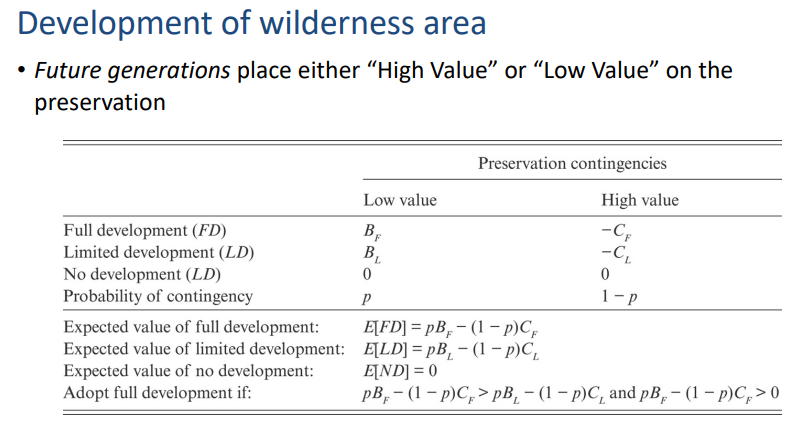 Development of wilderness area
• Future generations place either “High Value” or “Low Value” on the
preservation
Preservation contingencies
Low value High value
Full development (FD) B_F −C_F
Limited development (LD) B_L −C_L
No development (LD) 0 0
Probability of contingency p 1 − p
Expected value of full development: E[FD] = pB_F − (1 − p)C_F
Expected value of limited development: E[LD] = pB_L − (1 − p)C_L
Expected value of no development: E[ND] = 0
Adopt full development if: pB_F − (1 − p)C_F > pB_L − (1 − p)C_L and pB_F − (1 − p)C_F > 0